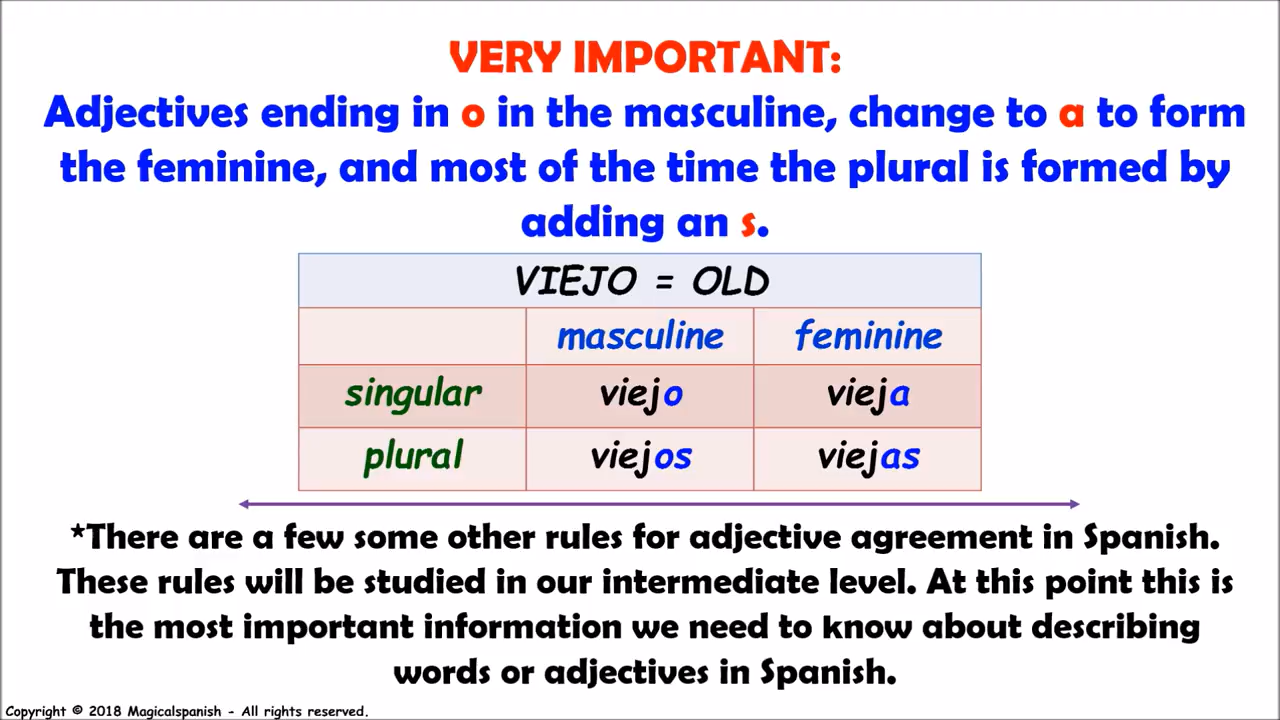 VERY IMPORTANT:
Adjectives ending in o in the masculine, change to a to form
the feminine, and most of the time the plural is formed by
adding an s.
VIEJO = OLD
masculine feminine
singular viejo vieja
plural viejos viejas
*There are a few some other rules for adjective agreement in Spanish.
These rules will be studied in our intermediate level. At this point this is
the most important information we need to know about describing
words or adjectives in Spanish.
Copyright © 2018 Magicalspanish - All rights reserved.